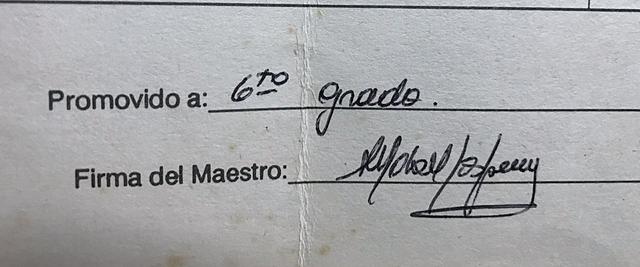 Promovido a: 6to grado.
Firma del Maestro: